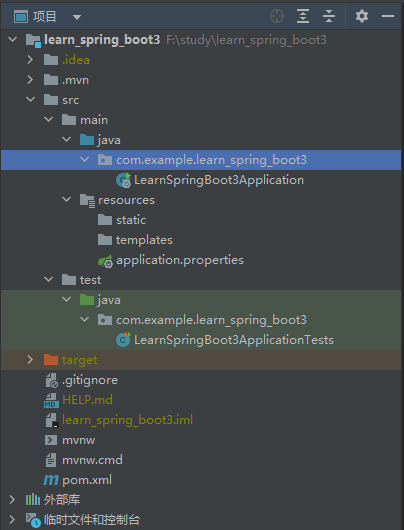 项目
learn_spring_boot3 F:\study\learn_spring_boot3
.idea
.mvn
src
main
java
com.example.learn_spring_boot3
LearnSpringBoot3Application
resources
static
templates
application.properties
test
java
com.example.learn_spring_boot3
LearnSpringBoot3ApplicationTests
target
.gitignore
HELP.md
learn_spring_boot3.iml
mvnw
mvnw.cmd
pom.xml
外部库
临时文件和控制台